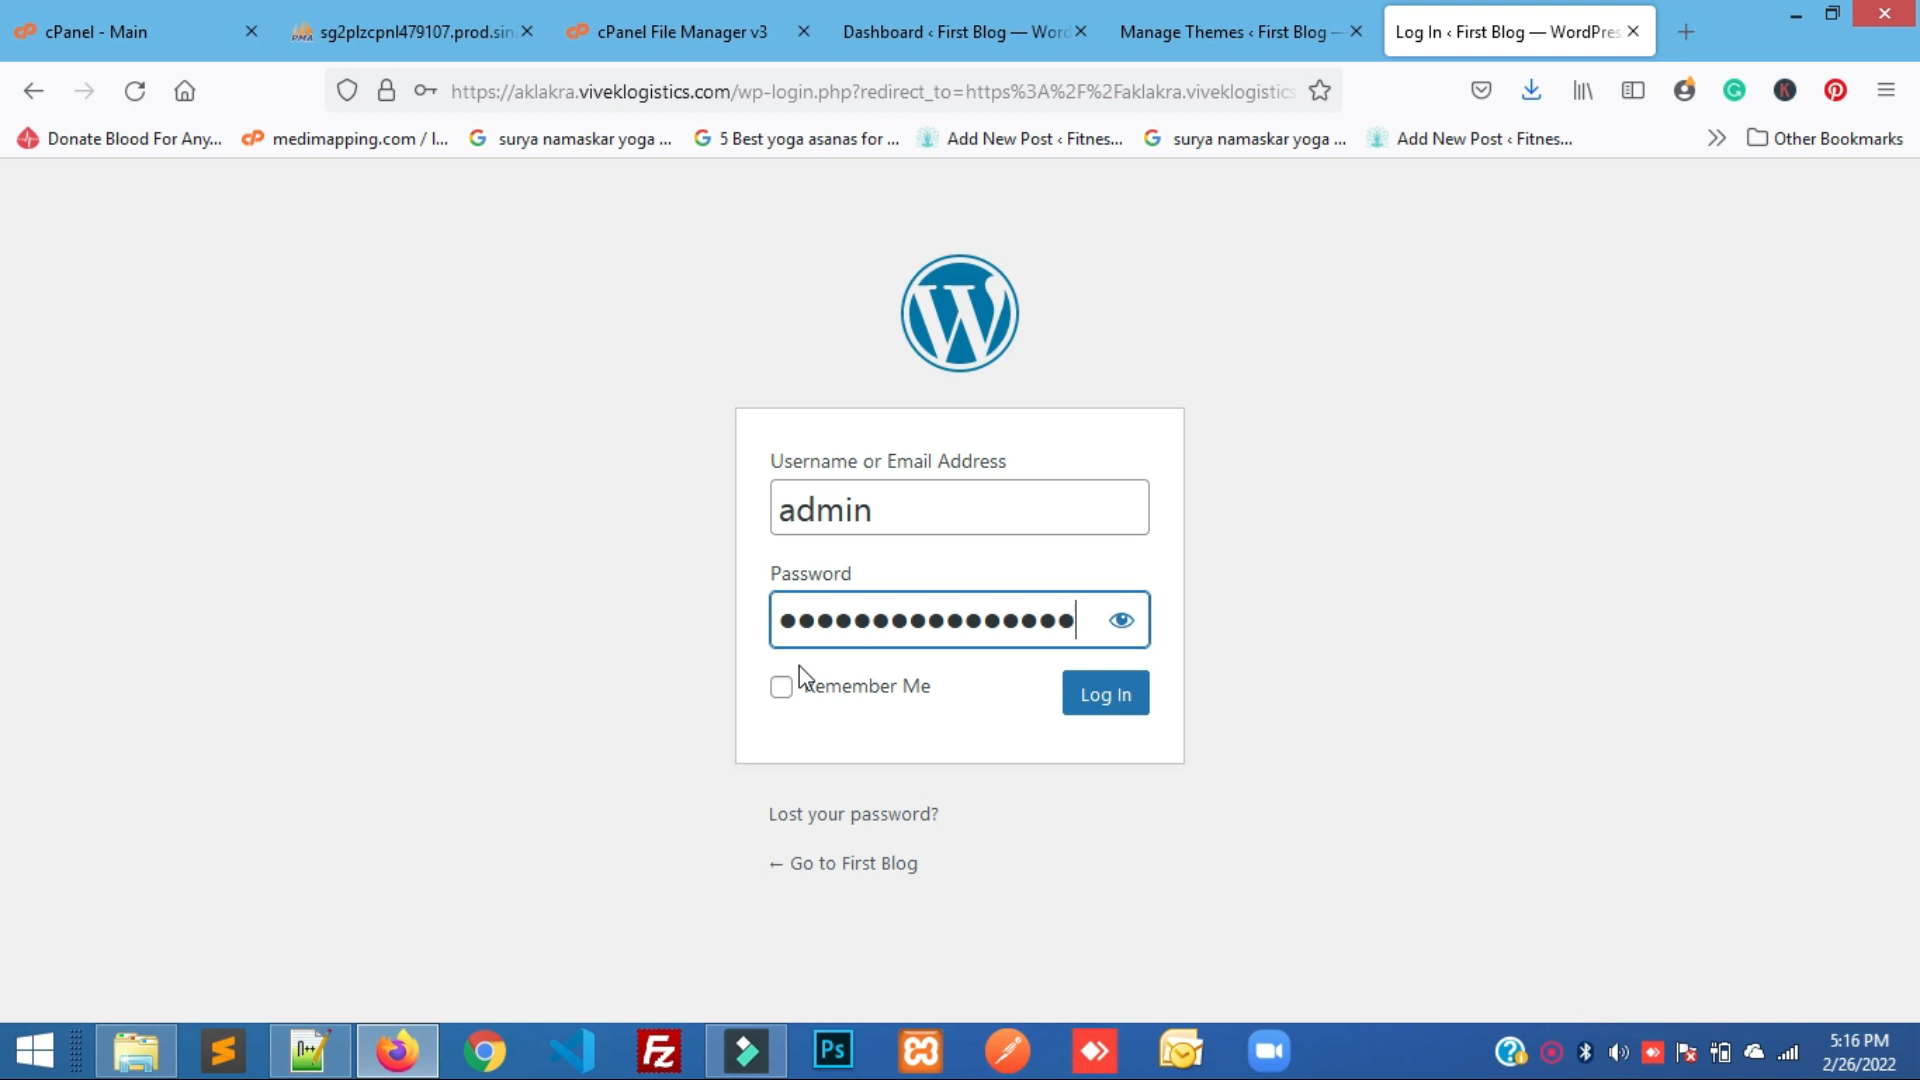 cPanel - Main
sg2plzcpnl479107.prod.sin
cPanel File Manager v3
Dashboard ‹ First Blog — Word
Manage Themes ‹ First Blog —
Log In ‹ First Blog — WordPres
https://aklakra.viveklogistics.com/wp-login.php?redirect_to=https%3A%2F%2Faklakra.viveklogistics
Donate Blood For Any...
medimapping.com / l...
surya namaskar yoga ...
5 Best yoga asanas for ...
Add New Post ‹ Fitnes...
surya namaskar yoga ...
Add New Post ‹ Fitnes...
Other Bookmarks
Username or Email Address
admin
Password
Remember Me
Log In
Lost your password?
← Go to First Blog
5:16 PM
2/26/2022